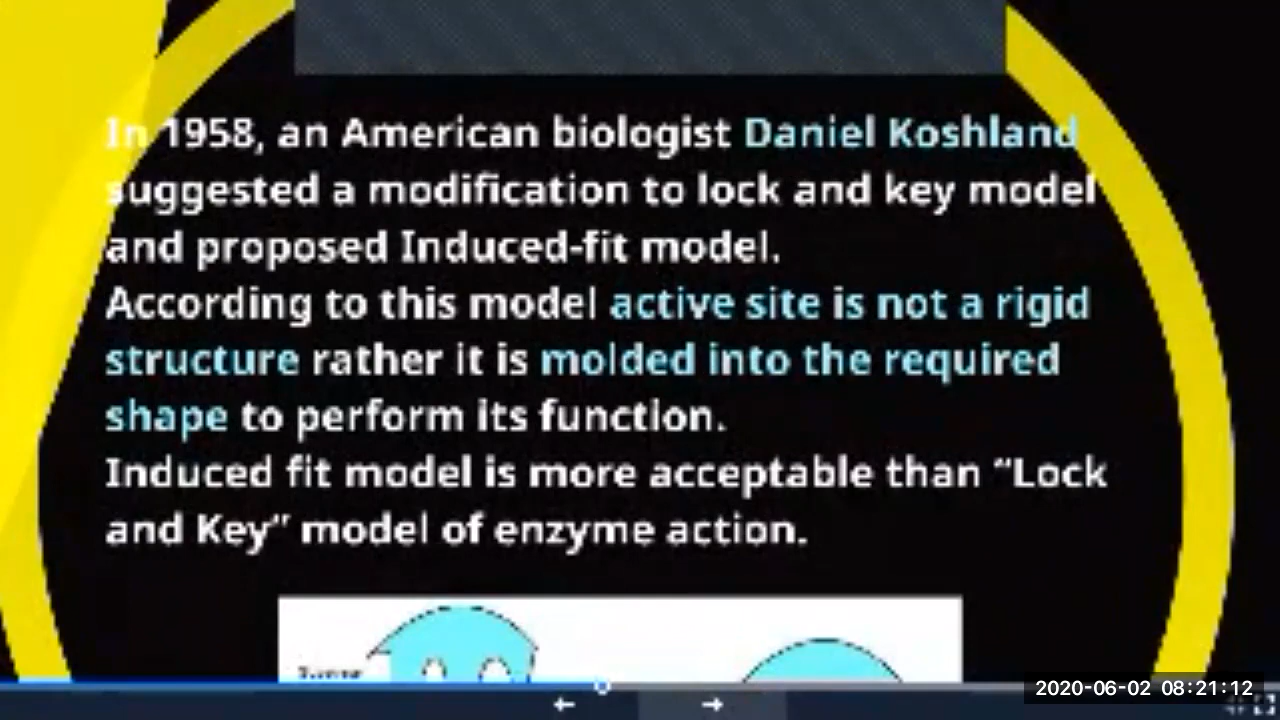 In 1958, an American biologist Daniel Koshland
suggested a modification to lock and key model
and proposed Induced-fit model.
According to this model active site is not a rigid
structure rather it is molded into the required
shape to perform its function.
Induced fit model is more acceptable than “Lock
and Key” model of enzyme action.
2020-06-02 08:21:12